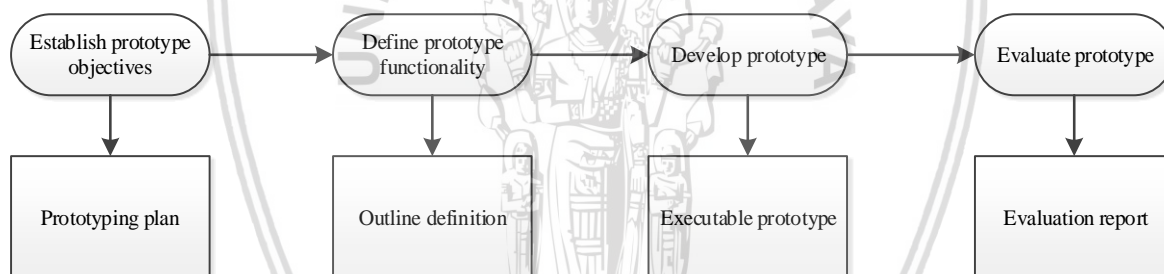 Establish prototype
objectives
Define prototype
functionality
Develop prototype
Evaluate prototype
Prototyping plan
Outline definition
Executable prototype
Evaluation report